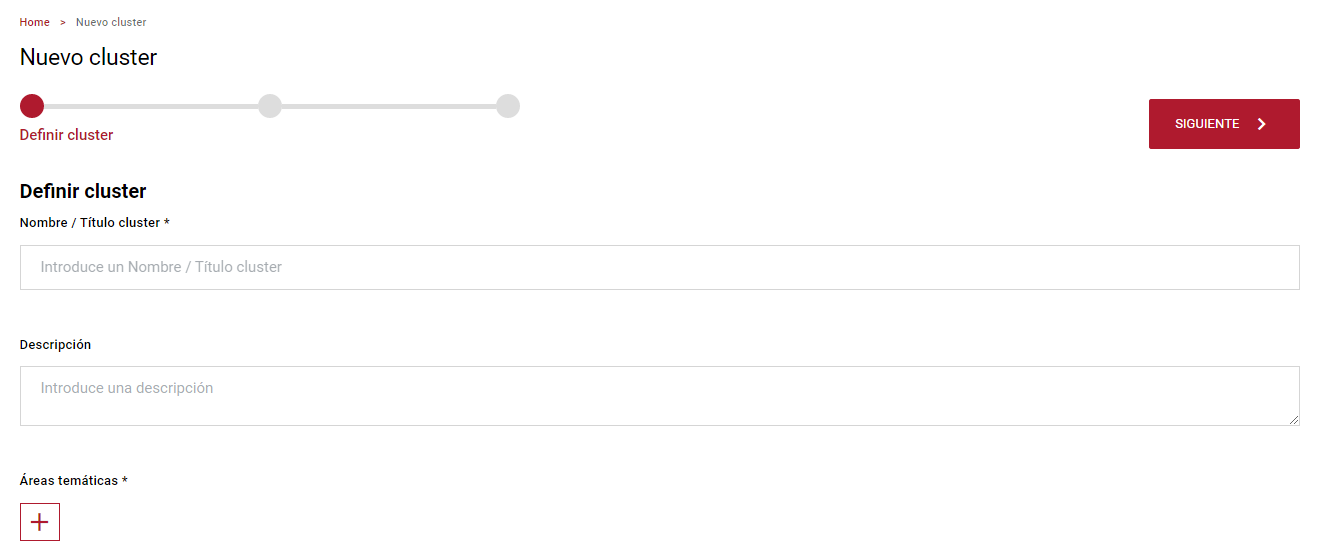 Home > Nuevo cluster
Nuevo cluster
Definir cluster
SIGUIENTE
Definir cluster
Nombre / Título cluster *
Introduce un Nombre / Título cluster
Descripción
Introduce una descripción
Áreas temáticas *